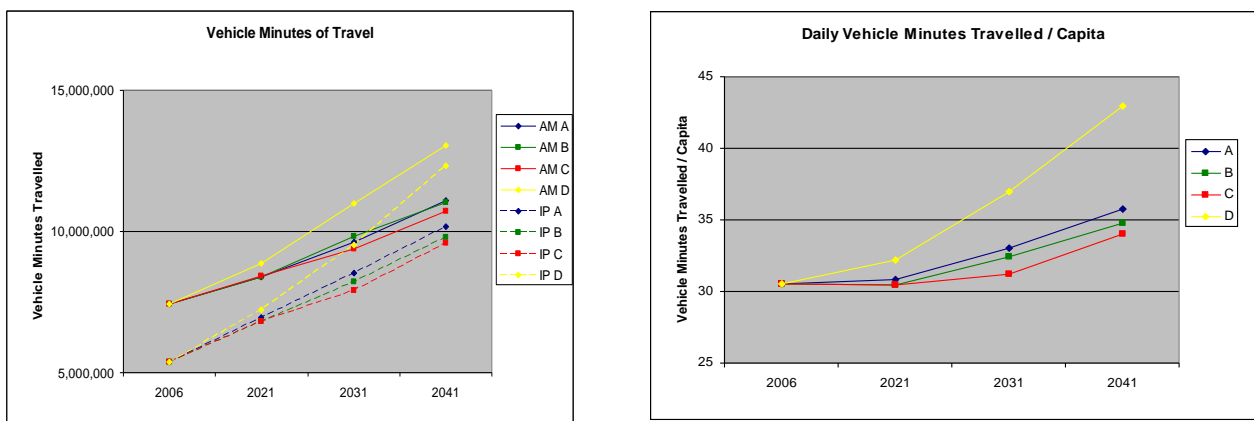 Vehicle Minutes of Travel
Vehicle Minutes Travelled
15,000,000
10,000,000
5,000,000
2006 2021 2031 2041
AM A
AM B
AM C
AM D
IP A
IP B
IP C
IP D
Daily Vehicle Minutes Travelled / Capita
Vehicle Minutes Travelled / Capita
45
40
35
30
25
2006 2021 2031 2041
A
B
C
D